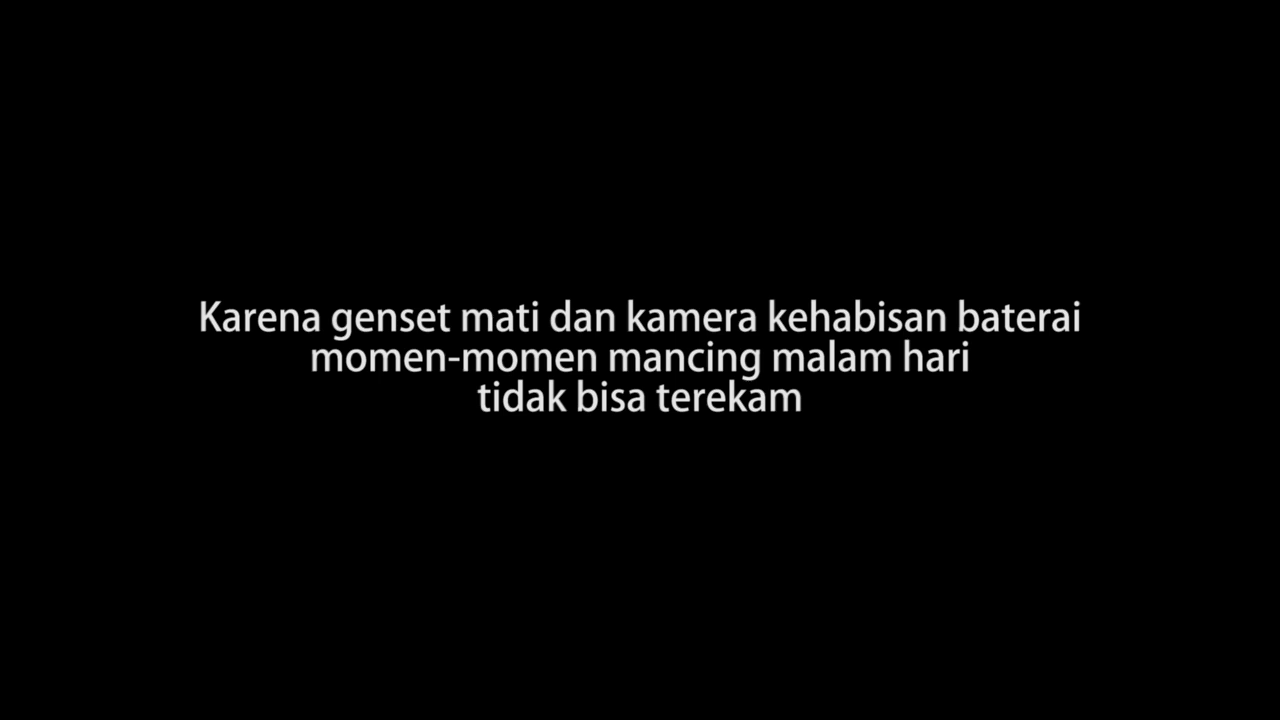 Karena genset mati dan kamera kehabisan baterai
momen-momen mancing malam hari
tidak bisa terekam